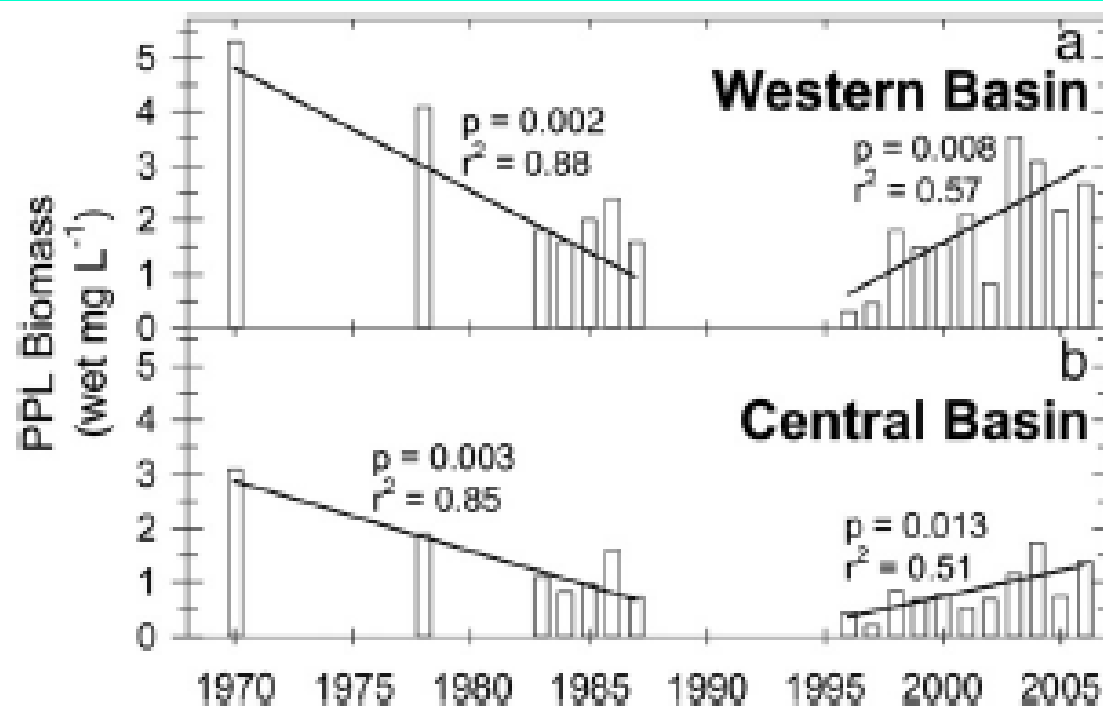 a
Western Basin
p = 0.002
r² = 0.88
p = 0.008
r² = 0.57
5
4
3
2
1
0
PPL Biomass
(wet mg L⁻¹)
b
Central Basin
p = 0.003
r² = 0.85
p = 0.013
r² = 0.51
5
4
3
2
1
0
1970 1975 1980 1985 1990 1995 2000 2005